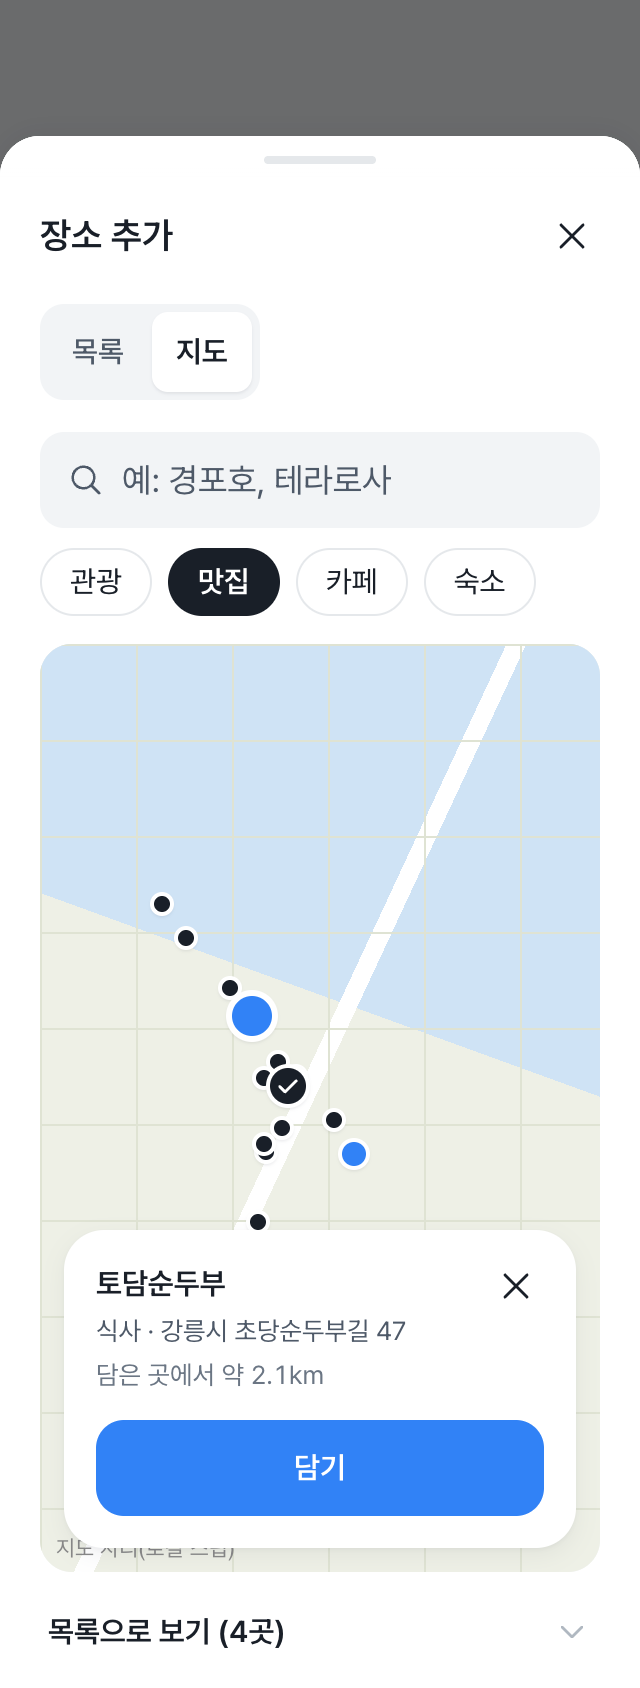 장소 추가
목록 지도
예: 경포호, 테라로사
관광 맛집 카페 숙소
토담순두부
식사 · 강릉시 초당순두부길 47
담은 곳에서 약 2.1km
담기
지도
목록으로 보기 (4곳)